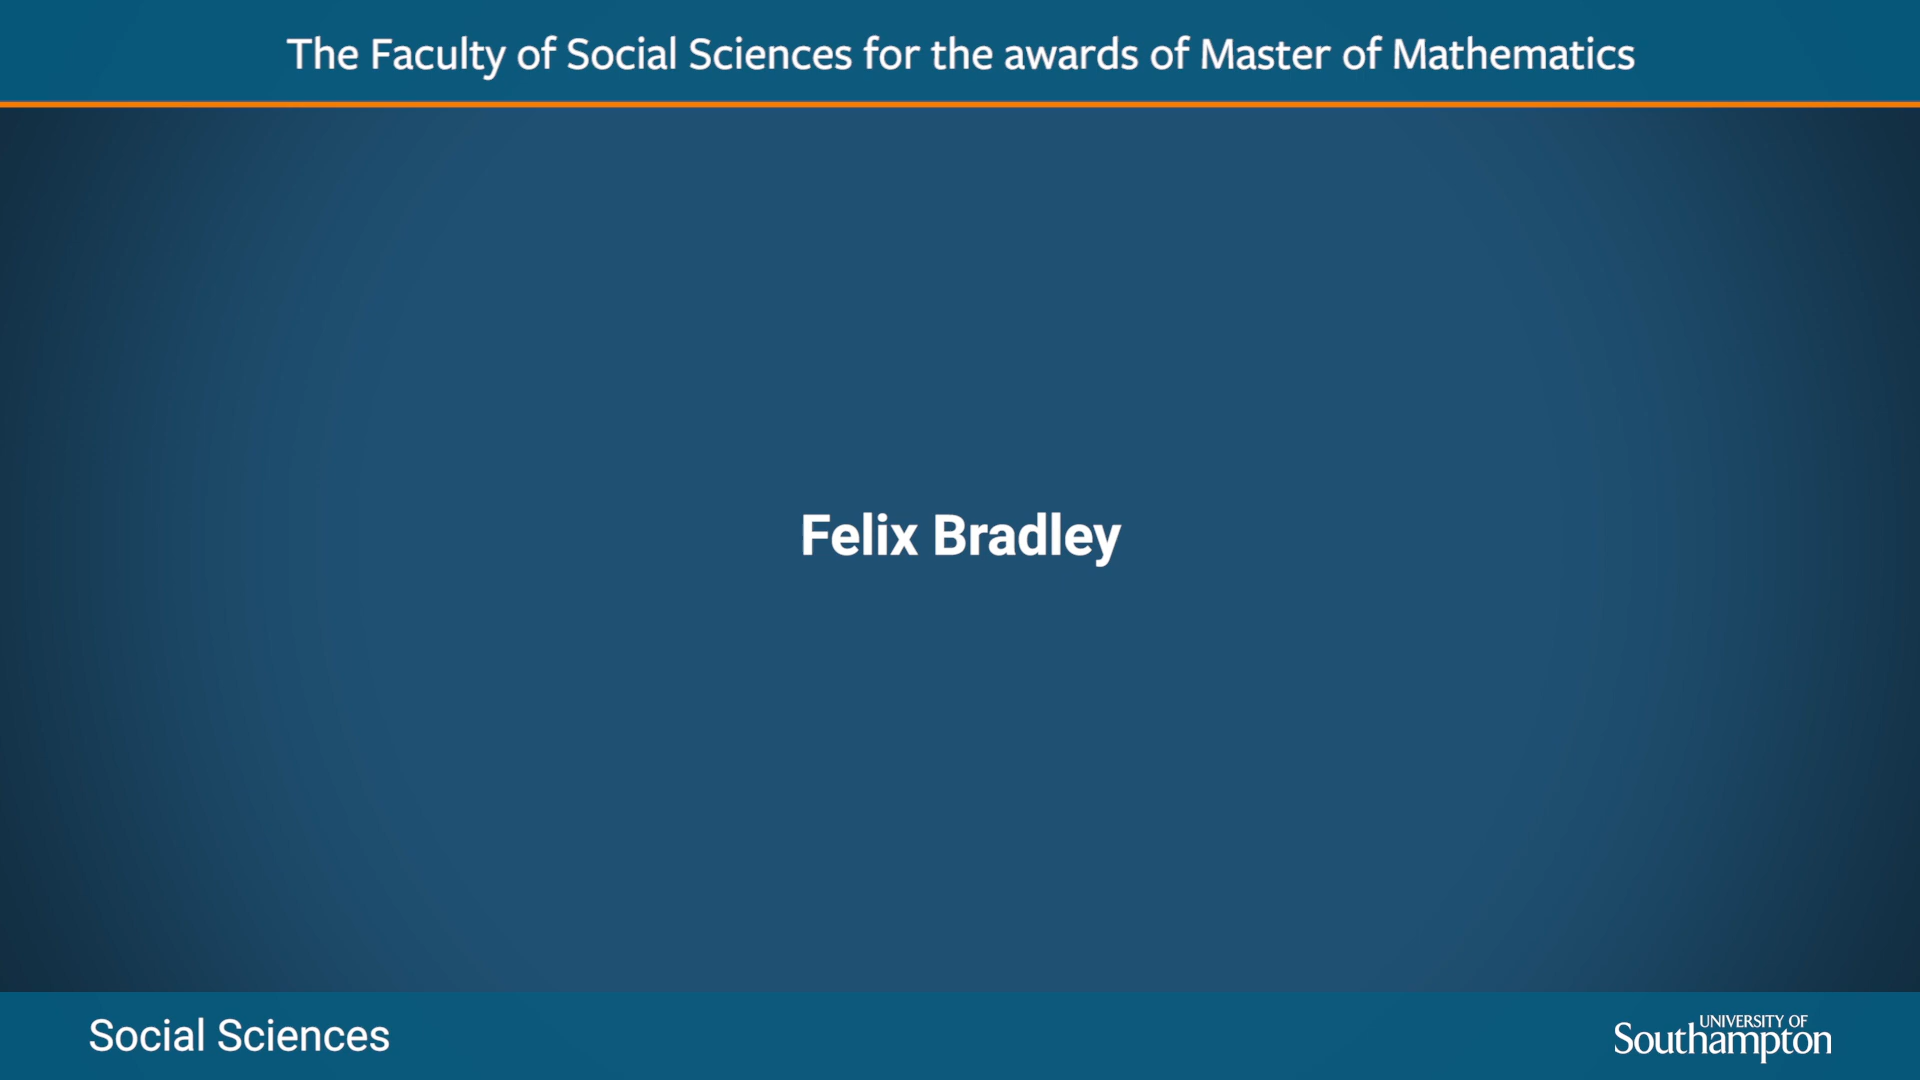 The Faculty of Social Sciences for the awards of Master of Mathematics
Felix Bradley
Social Sciences
UNIVERSITY OF
Southampton